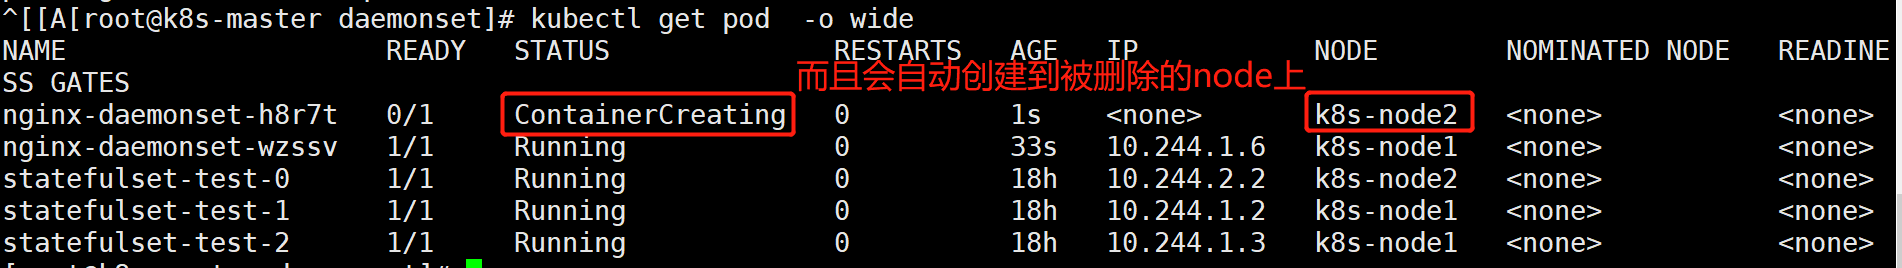 ^[[A[root@k8s-master daemonset]# kubectl get pod  -o wide
NAME                    READY   STATUS              RESTARTS   AGE   IP           NODE        NOMINATED NODE   READINE
SS GATES
而且会自动创建到被删除的node上
nginx-daemonset-h8r7t   0/1     ContainerCreating   0          1s    <none>       k8s-node2   <none>           <none>
nginx-daemonset-wzssv   1/1     Running             0          33s   10.244.1.6   k8s-node1   <none>           <none>
statefulset-test-0      1/1     Running             0          18h   10.244.2.2   k8s-node2   <none>           <none>
statefulset-test-1      1/1     Running             0          18h   10.244.1.2   k8s-node1   <none>           <none>
statefulset-test-2      1/1     Running             0          18h   10.244.1.3   k8s-node1   <none>           <none>